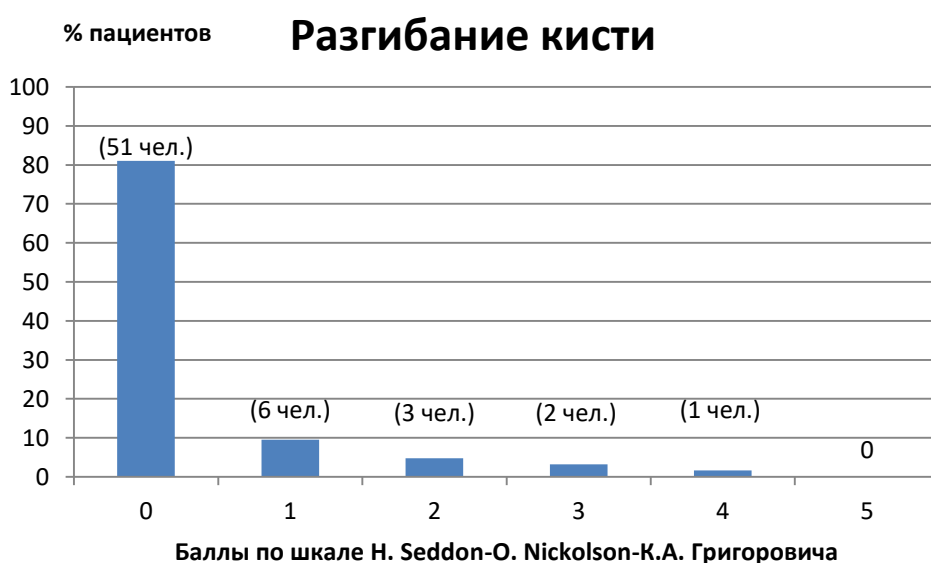 % пациентов
Разгибание кисти
100
90
80
70
60
50
40
30
20
10
0
(51 чел.)
(6 чел.)
(3 чел.)
(2 чел.)
(1 чел.)
0
0 1 2 3 4 5
Баллы по шкале H. Seddon-O. Nickolson-К.А. Григоровича